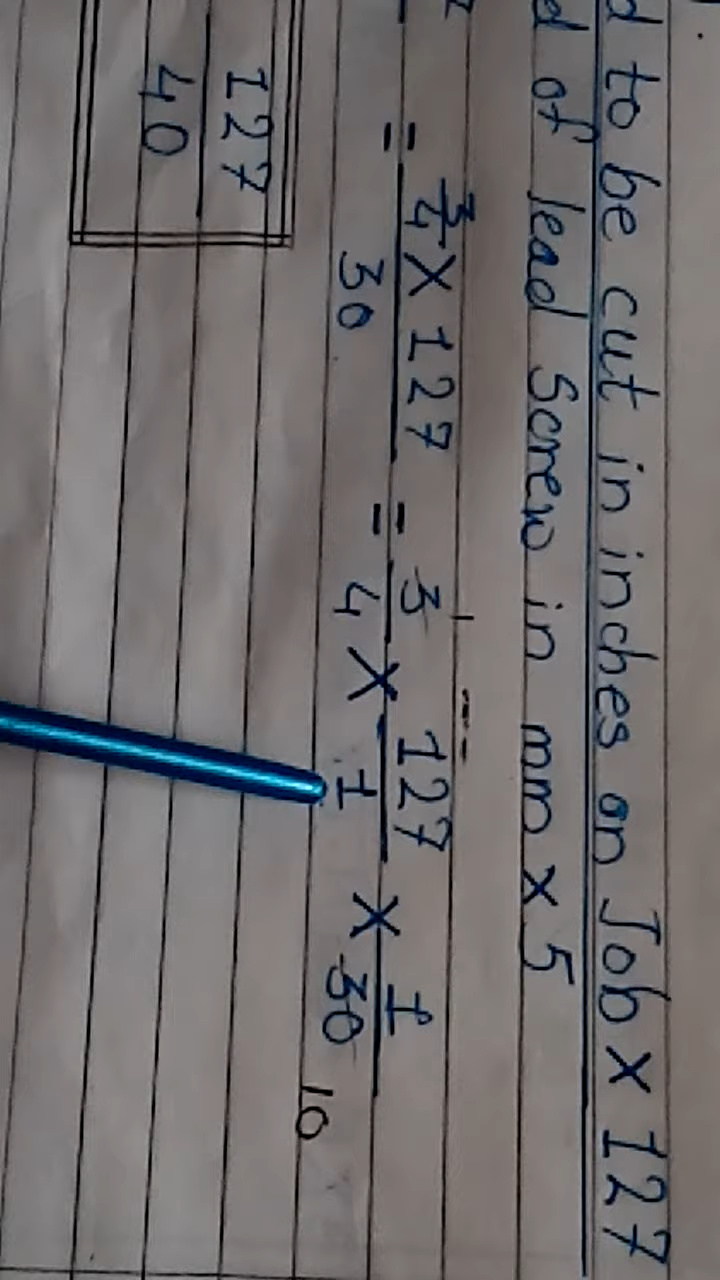 d to be cut in inches on Job × 127
d of lead Screw in mm × 5
= 3/4 × 127 / 30 = 3/4 × 127/1 × 1/30
10
127
40